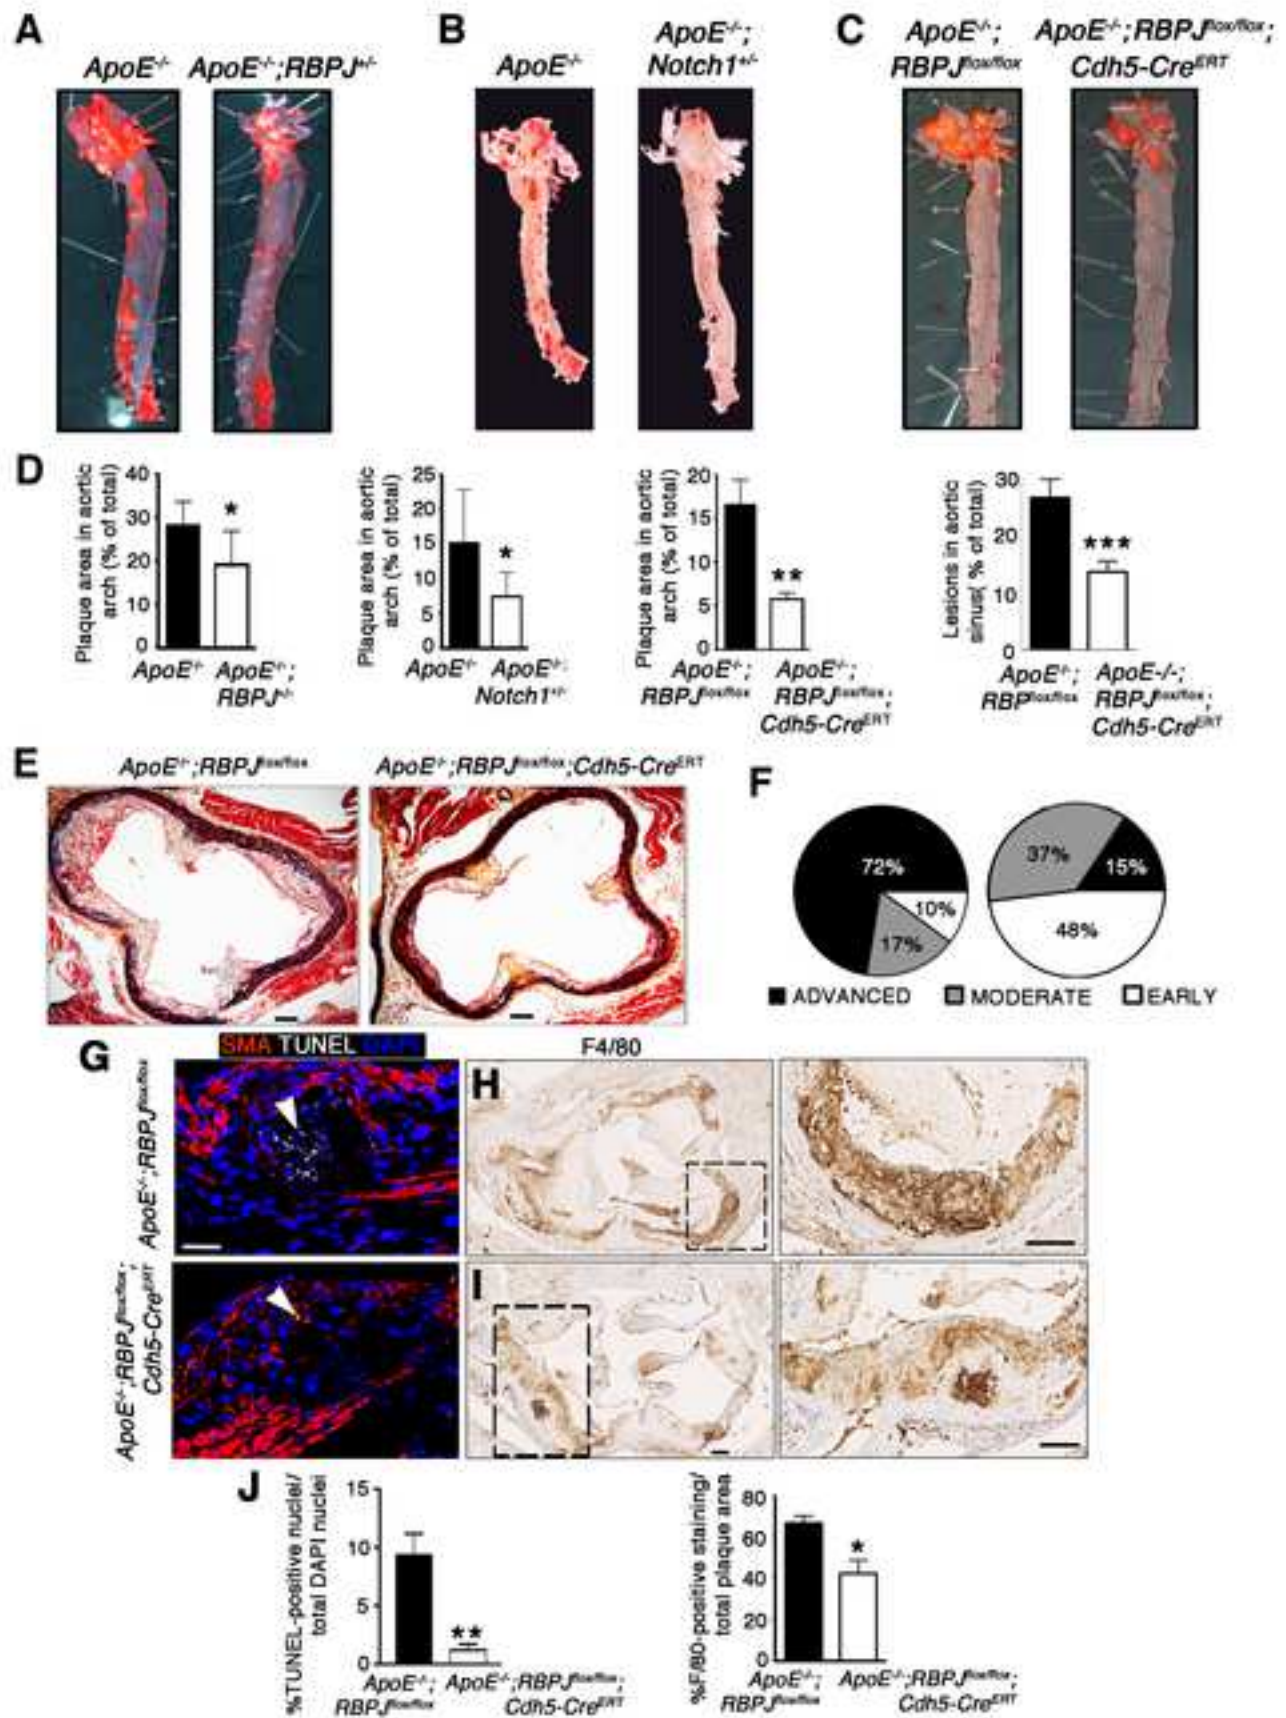 A
B
C
ApoE-/-
ApoE-/-;RBPJ+/-
ApoE-/-
ApoE-/-;
Notch1+/-
ApoE-/-;
RBPJflox/flox
ApoE-/-;RBPJflox/flox;
Cdh5-CreERT
D
Plaque area in aortic
arch (% of total)
40
30
20
10
0
*
ApoE-/-
ApoE-/-;
RBPJ+/-
Plaque area in aortic
arch (% of total)
25
20
15
10
5
0
*
ApoE-/-
ApoE-/-;
Notch1+/-
Plaque area in aortic
arch (% of total)
20
15
10
5
0
**
ApoE-/-;
RBPJflox/flox
ApoE-/-;
RBPJflox/flox;
Cdh5-CreERT
Lesions in aortic
sinus( % of total)
30
20
10
0
***
ApoE-/-;
RBPflox/flox
ApoE-/-;
RBPJflox/flox;
Cdh5-CreERT
E
ApoE-/-;RBPJflox/flox
ApoE-/-;RBPJflox/flox;Cdh5-CreERT
F
72%
10%
17%
37%
15%
48%
ADVANCED MODERATE EARLY
G
SMA TUNEL DAPI
F4/80
ApoE-/-;RBPJflox/flox
H
ApoE-/-;RBPJflox/flox;
Cdh5-CreERT
I
J
%TUNEL-positive nuclei/
total DAPI nuclei
15
10
5
0
**
ApoE-/-;
RBPJflox/flox
ApoE-/-;RBPJflox/flox;
Cdh5-CreERT
%F/80-positive staining/
total plaque area
80
60
40
20
0
*
ApoE-/-;
RBPJflox/flox
ApoE-/-;RBPJflox/flox;
Cdh5-CreERT